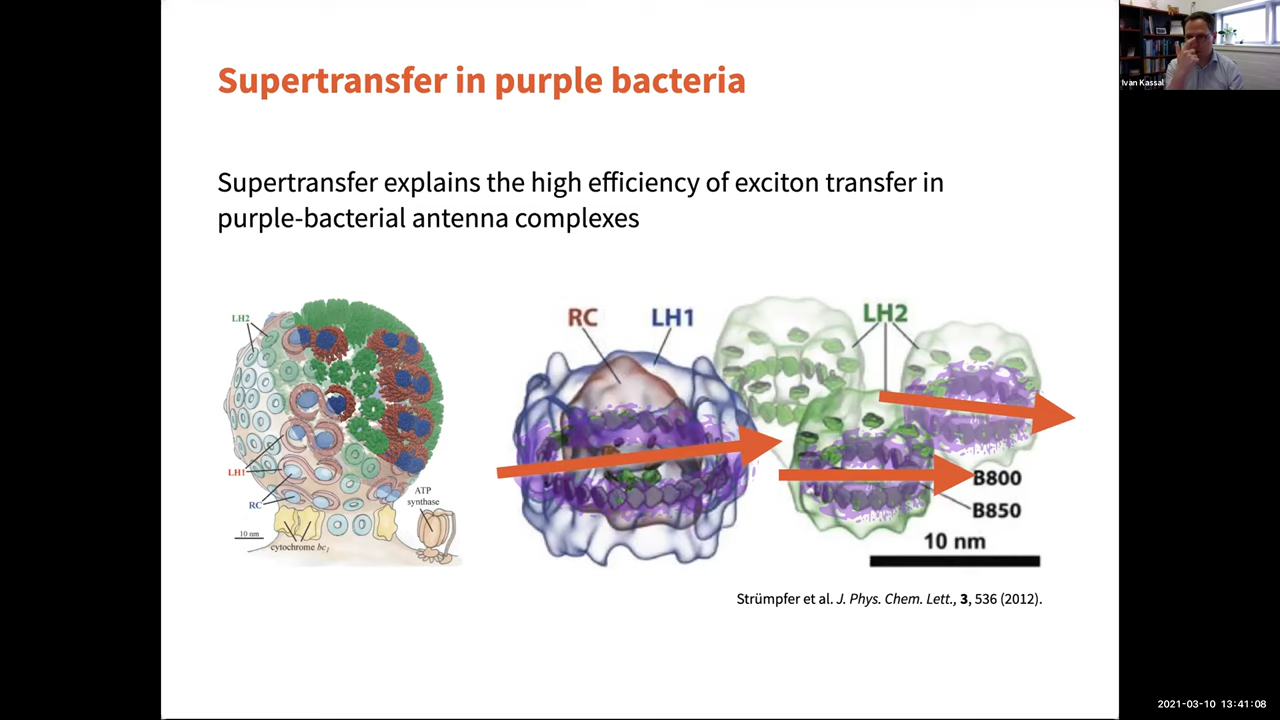 Supertransfer in purple bacteria
Ivan Kassal
Supertransfer explains the high efficiency of exciton transfer in
purple-bacterial antenna complexes
LH2
LH1
RC
10 nm
cytochrome bc1
ATP
synthase
RC
LH1
LH2
B800
B850
10 nm
Strümpfer et al. J. Phys. Chem. Lett., 3, 536 (2012).
2021-03-10 13:41:08